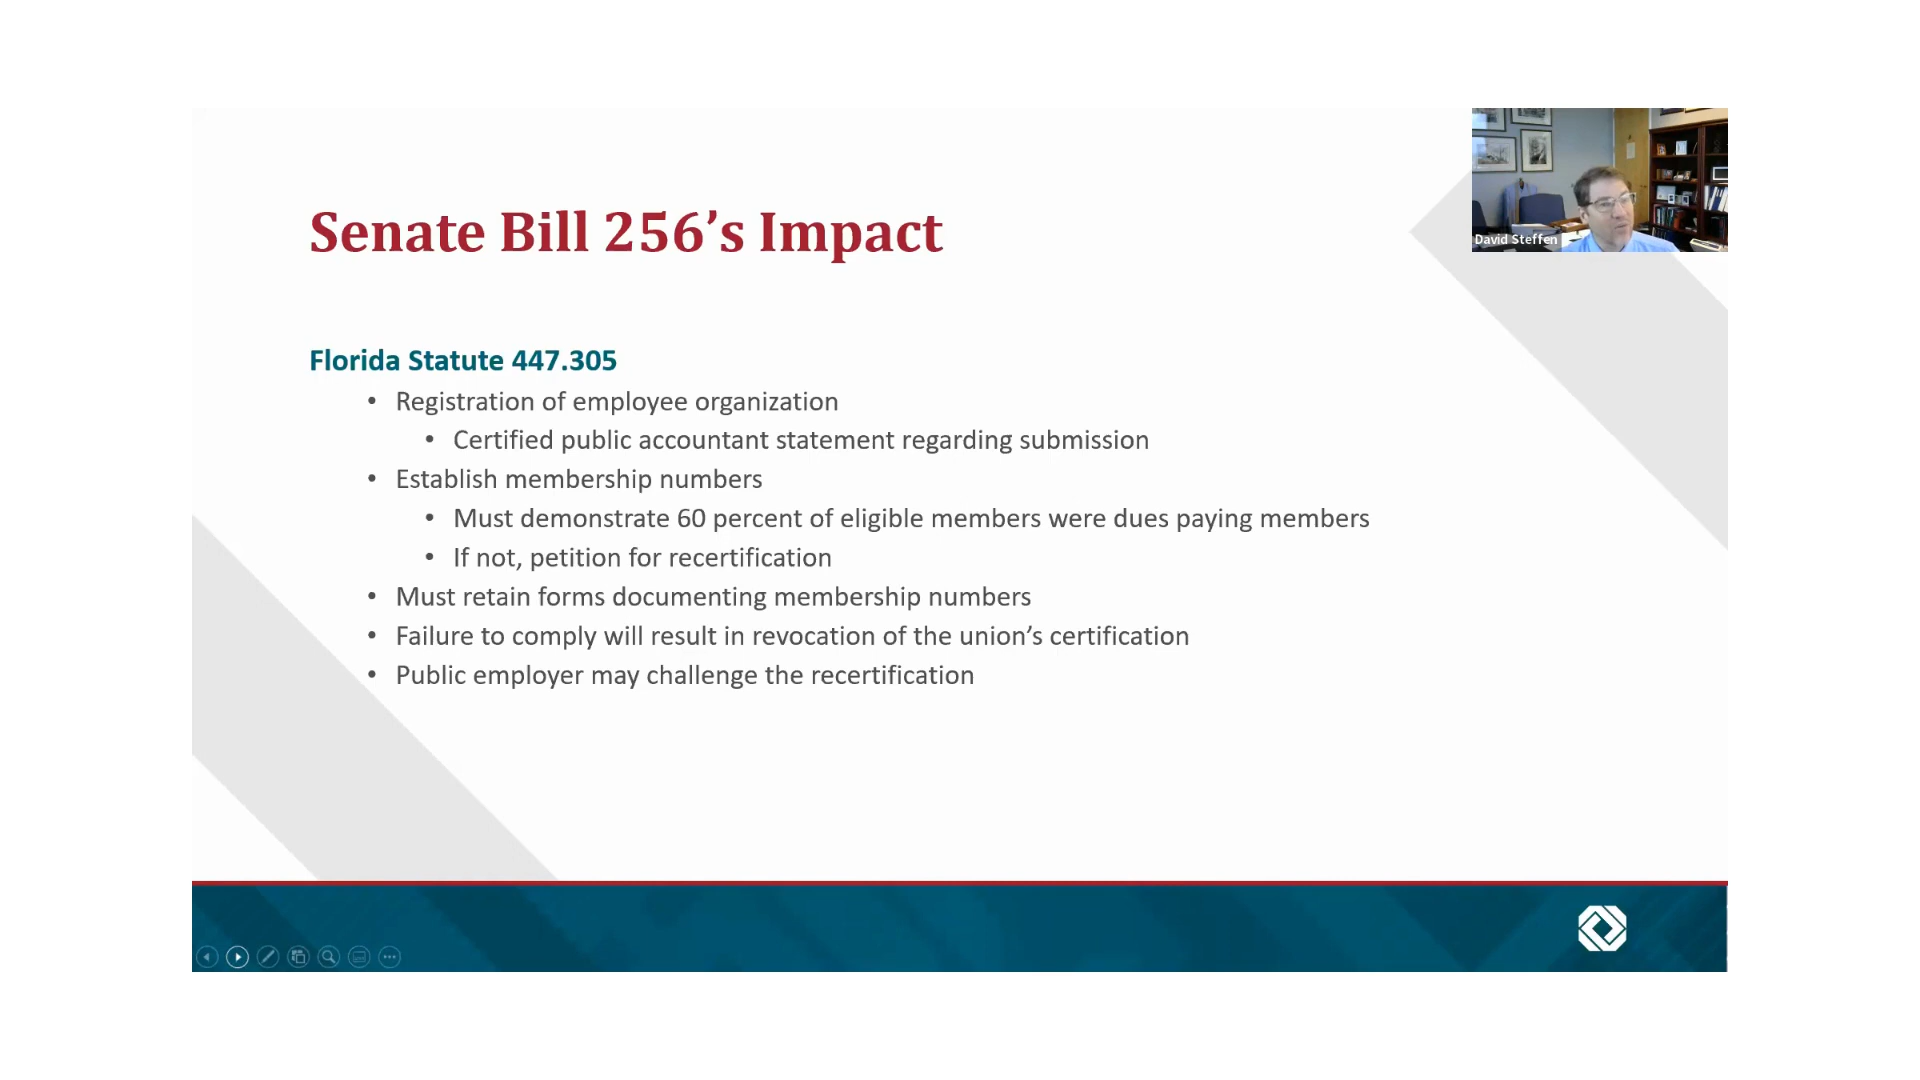 David Steffen
Senate Bill 256’s Impact
Florida Statute 447.305
• Registration of employee organization
• Certified public accountant statement regarding submission
• Establish membership numbers
• Must demonstrate 60 percent of eligible members were dues paying members
• If not, petition for recertification
• Must retain forms documenting membership numbers
• Failure to comply will result in revocation of the union’s certification
• Public employer may challenge the recertification